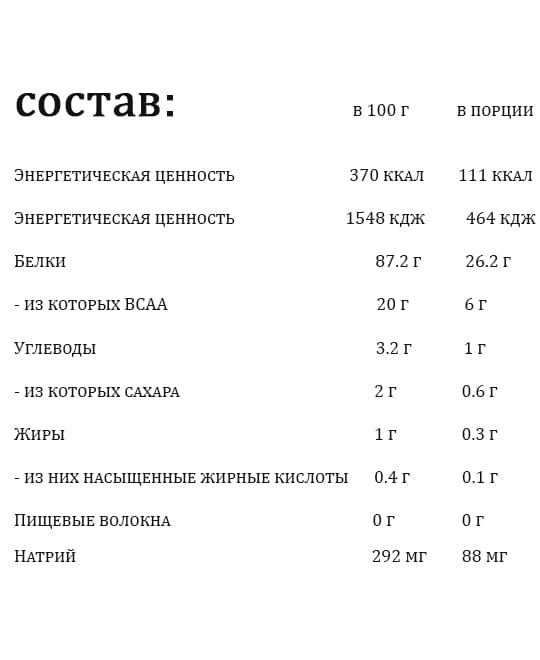 состав: в 100 г в порции
Энергетическая ценность 370 ккал 111 ккал
Энергетическая ценность 1548 кДж 464 кДж
Белки 87.2 г 26.2 г
- из которых BCAA 20 г 6 г
Углеводы 3.2 г 1 г
- из которых сахара 2 г 0.6 г
Жиры 1 г 0.3 г
- из них насыщенные жирные кислоты 0.4 г 0.1 г
Пищевые волокна 0 г 0 г
Натрий 292 мг 88 мг